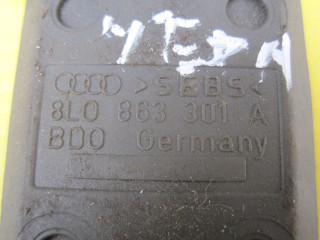 >SEBS<
8L0 863 301 A
BDO Germany